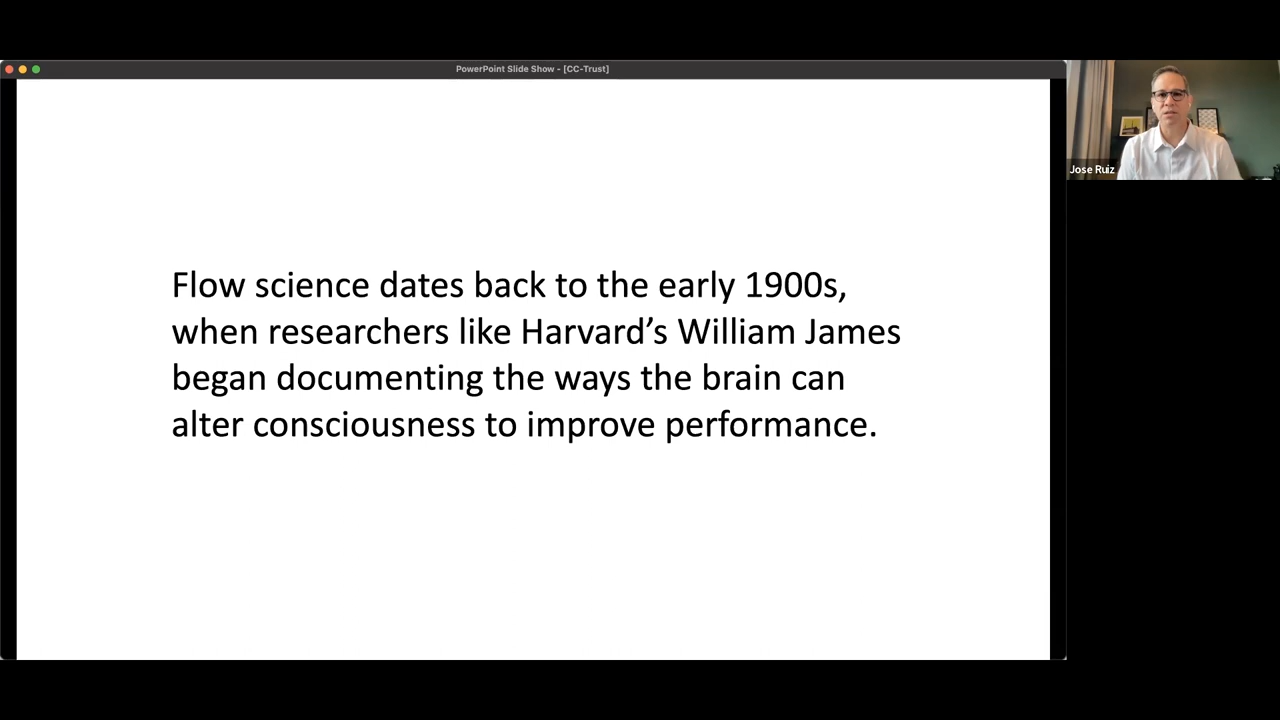 PowerPoint Slide Show - [CC-Trust]
Flow science dates back to the early 1900s,
when researchers like Harvard’s William James
began documenting the ways the brain can
alter consciousness to improve performance.
Jose Ruiz